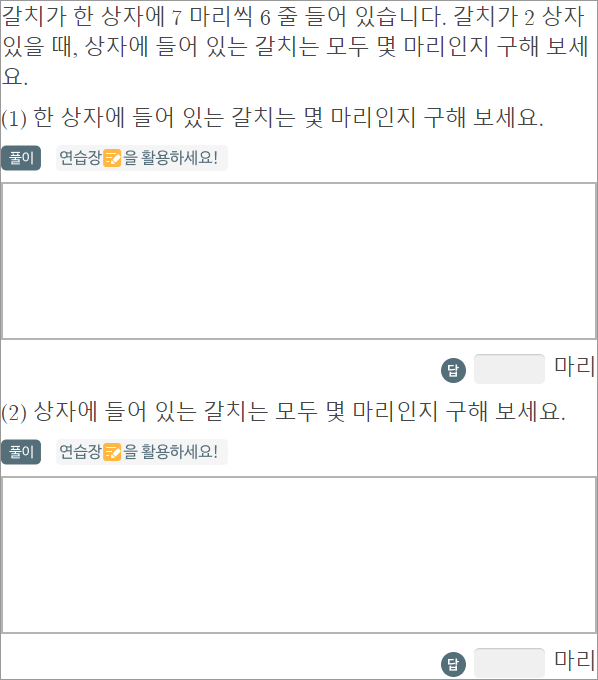 갈치가 한 상자에 7 마리씩 6 줄 들어 있습니다. 갈치가 2 상자
있을 때, 상자에 들어 있는 갈치는 모두 몇 마리인지 구해 보세
요.
(1) 한 상자에 들어 있는 갈치는 몇 마리인지 구해 보세요.
풀이 연습장을 활용하세요!
답 마리
(2) 상자에 들어 있는 갈치는 모두 몇 마리인지 구해 보세요.
풀이 연습장을 활용하세요!
답 마리